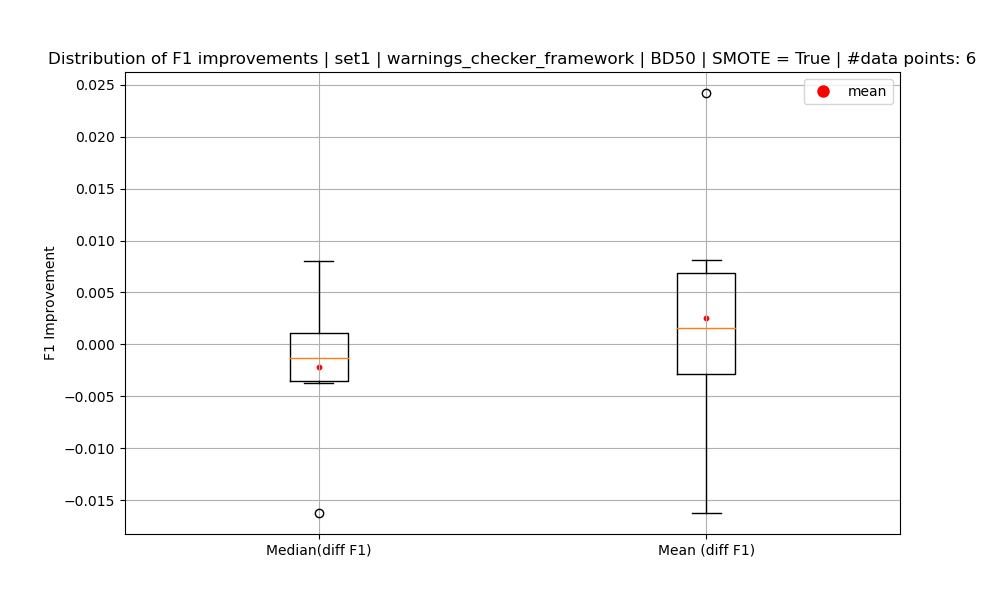 Distribution of F1 improvements | set1 | warnings_checker_framework | BD50 | SMOTE = True | #data points: 6
mean
F1 Improvement
0.025
0.020
0.015
0.010
0.005
0.000
−0.005
−0.010
−0.015
Median(diff F1)
Mean (diff F1)